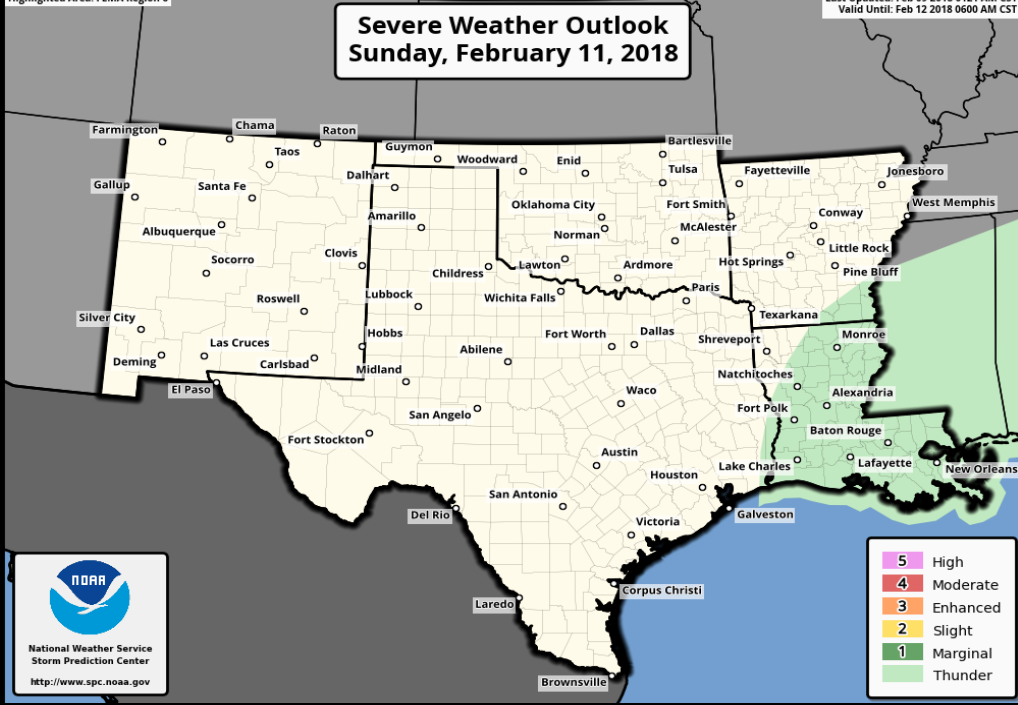 Severe Weather Outlook
Sunday, February 11, 2018
Valid Until: Feb 12 2018 0600 AM CST
Farmington
Chama
Raton
Taos
Guymon
Woodward
Enid
Bartlesville
Tulsa
Fayetteville
Jonesboro
Gallup
Santa Fe
Dalhart
Amarillo
Oklahoma City
Fort Smith
West Memphis
Conway
Albuquerque
Norman
McAlester
Little Rock
Socorro
Clovis
Childress
Lawton
Ardmore
Hot Springs
Pine Bluff
Roswell
Lubbock
Wichita Falls
Paris
Texarkana
Silver City
Las Cruces
Hobbs
Fort Worth
Dallas
Shreveport
Monroe
Deming
Carlsbad
Midland
Abilene
Natchitoches
El Paso
Waco
Alexandria
San Angelo
Fort Polk
Fort Stockton
Baton Rouge
Austin
Houston
Lake Charles
Lafayette
New Orleans
San Antonio
Del Rio
Victoria
Galveston
Laredo
Corpus Christi
Brownsville
NOAA
National Weather Service
Storm Prediction Center
http://www.spc.noaa.gov
5 High
4 Moderate
3 Enhanced
2 Slight
1 Marginal
Thunder